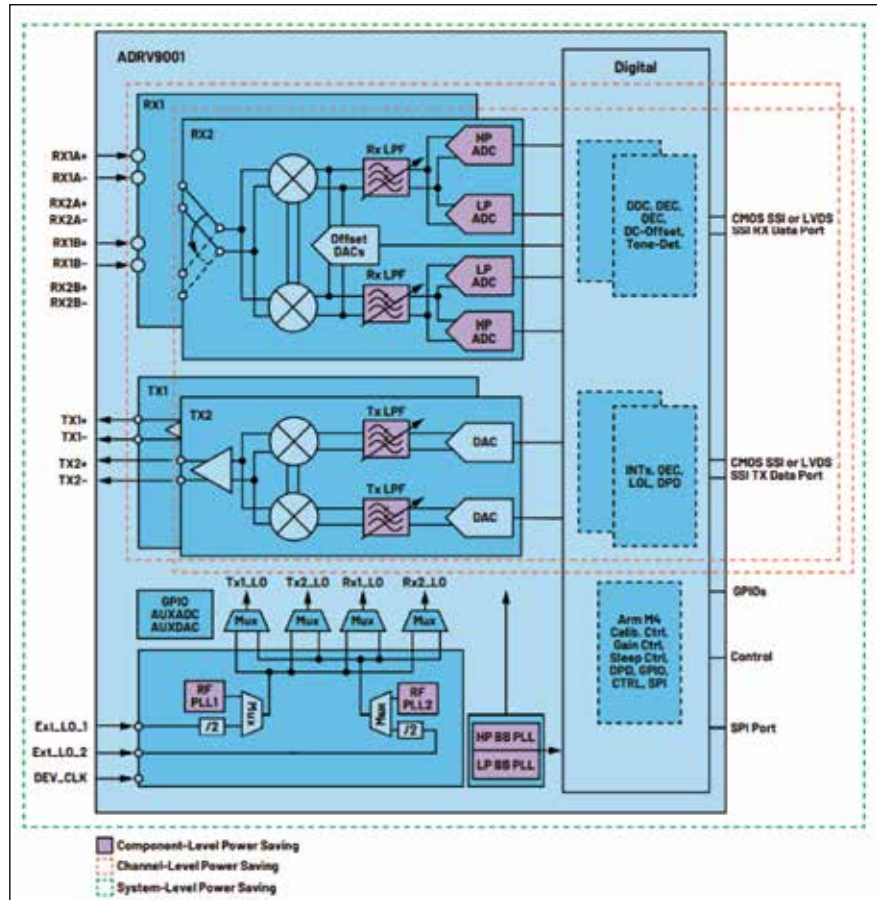 ADRV9001
Digital
RX1
RX2
RX1A+
RX1A-
RX2A+
RX2A-
RX1B+
RX1B-
RX2B+
RX2B-
Rx LPF
HP
ADC
LP
ADC
Offset
DACs
Rx LPF
LP
ADC
HP
ADC
DDC, DEC,
QEC,
DC-Offset,
Tone-Det.
CMOS SSI or LVDS
SSI RX Data Port
TX1
TX2
TX1+
TX1-
TX2+
TX2-
Tx LPF
DAC
Tx LPF
DAC
INTs, QEC,
LOL, DPD
CMOS SSI or LVDS
SSI TX Data Port
Tx1_LO
Tx2_LO
Rx1_LO
Rx2_LO
GPIO
AUXADC
AUXDAC
Mux
Mux
Mux
Mux
Arm M4
Calib. Ctrl,
Gain Ctrl,
Sleep Ctrl,
DPD, GPIO,
CTRL, SPI
GPIOs
Control
SPI Port
RF
PLL1
Mux
/2
Mux
RF
PLL2
/2
Ext_LO_1
Ext_LO_2
DEV_CLK
HP BB PLL
LP BB PLL
Component-Level Power Saving
Channel-Level Power Saving
System-Level Power Saving